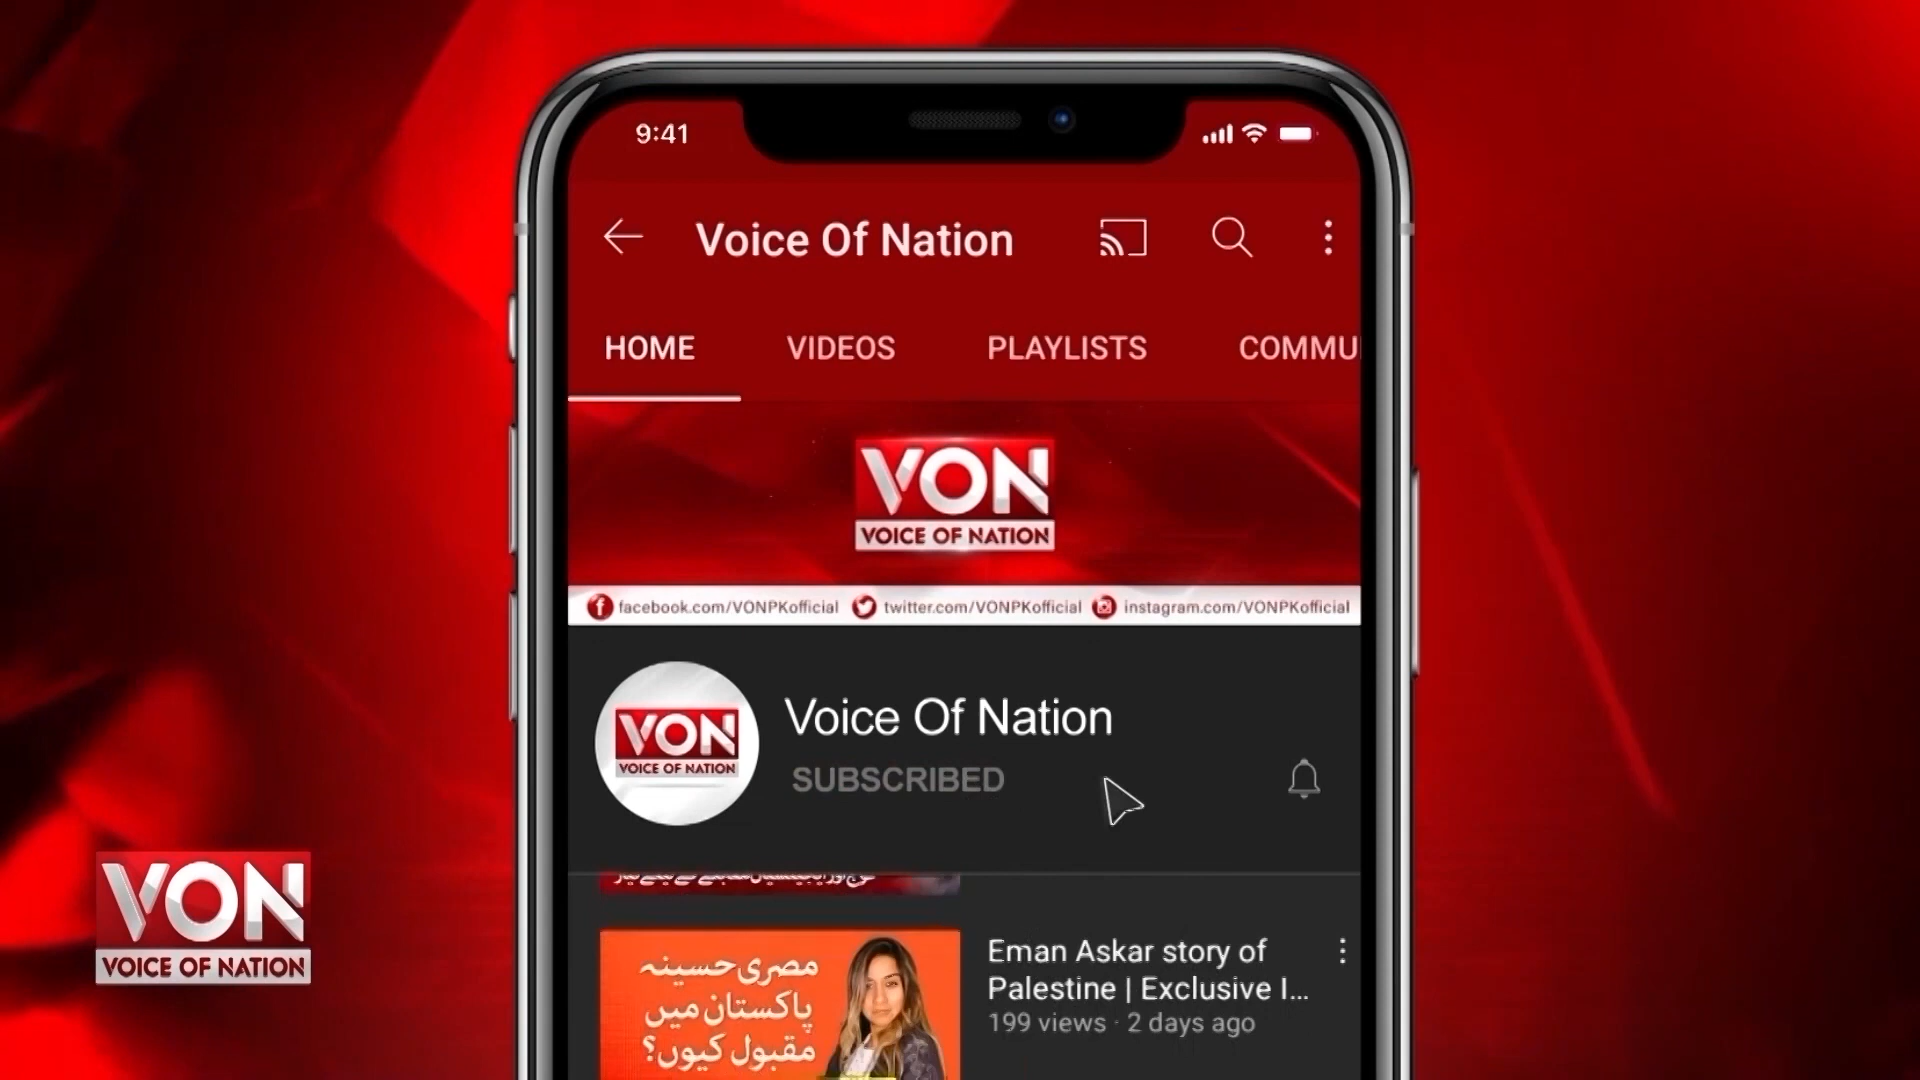 9:41
Voice Of Nation
HOME VIDEOS PLAYLISTS COMMU
VON
VOICE OF NATION
facebook.com/VONPKofficial twitter.com/VONPKofficial instagram.com/VONPKofficial
VON
VOICE OF NATION
Voice Of Nation
SUBSCRIBED
VON
VOICE OF NATION
مصری حسینہ
پاکستان میں
مقبول کیوں؟
Eman Askar story of
Palestine | Exclusive I...
199 views · 2 days ago